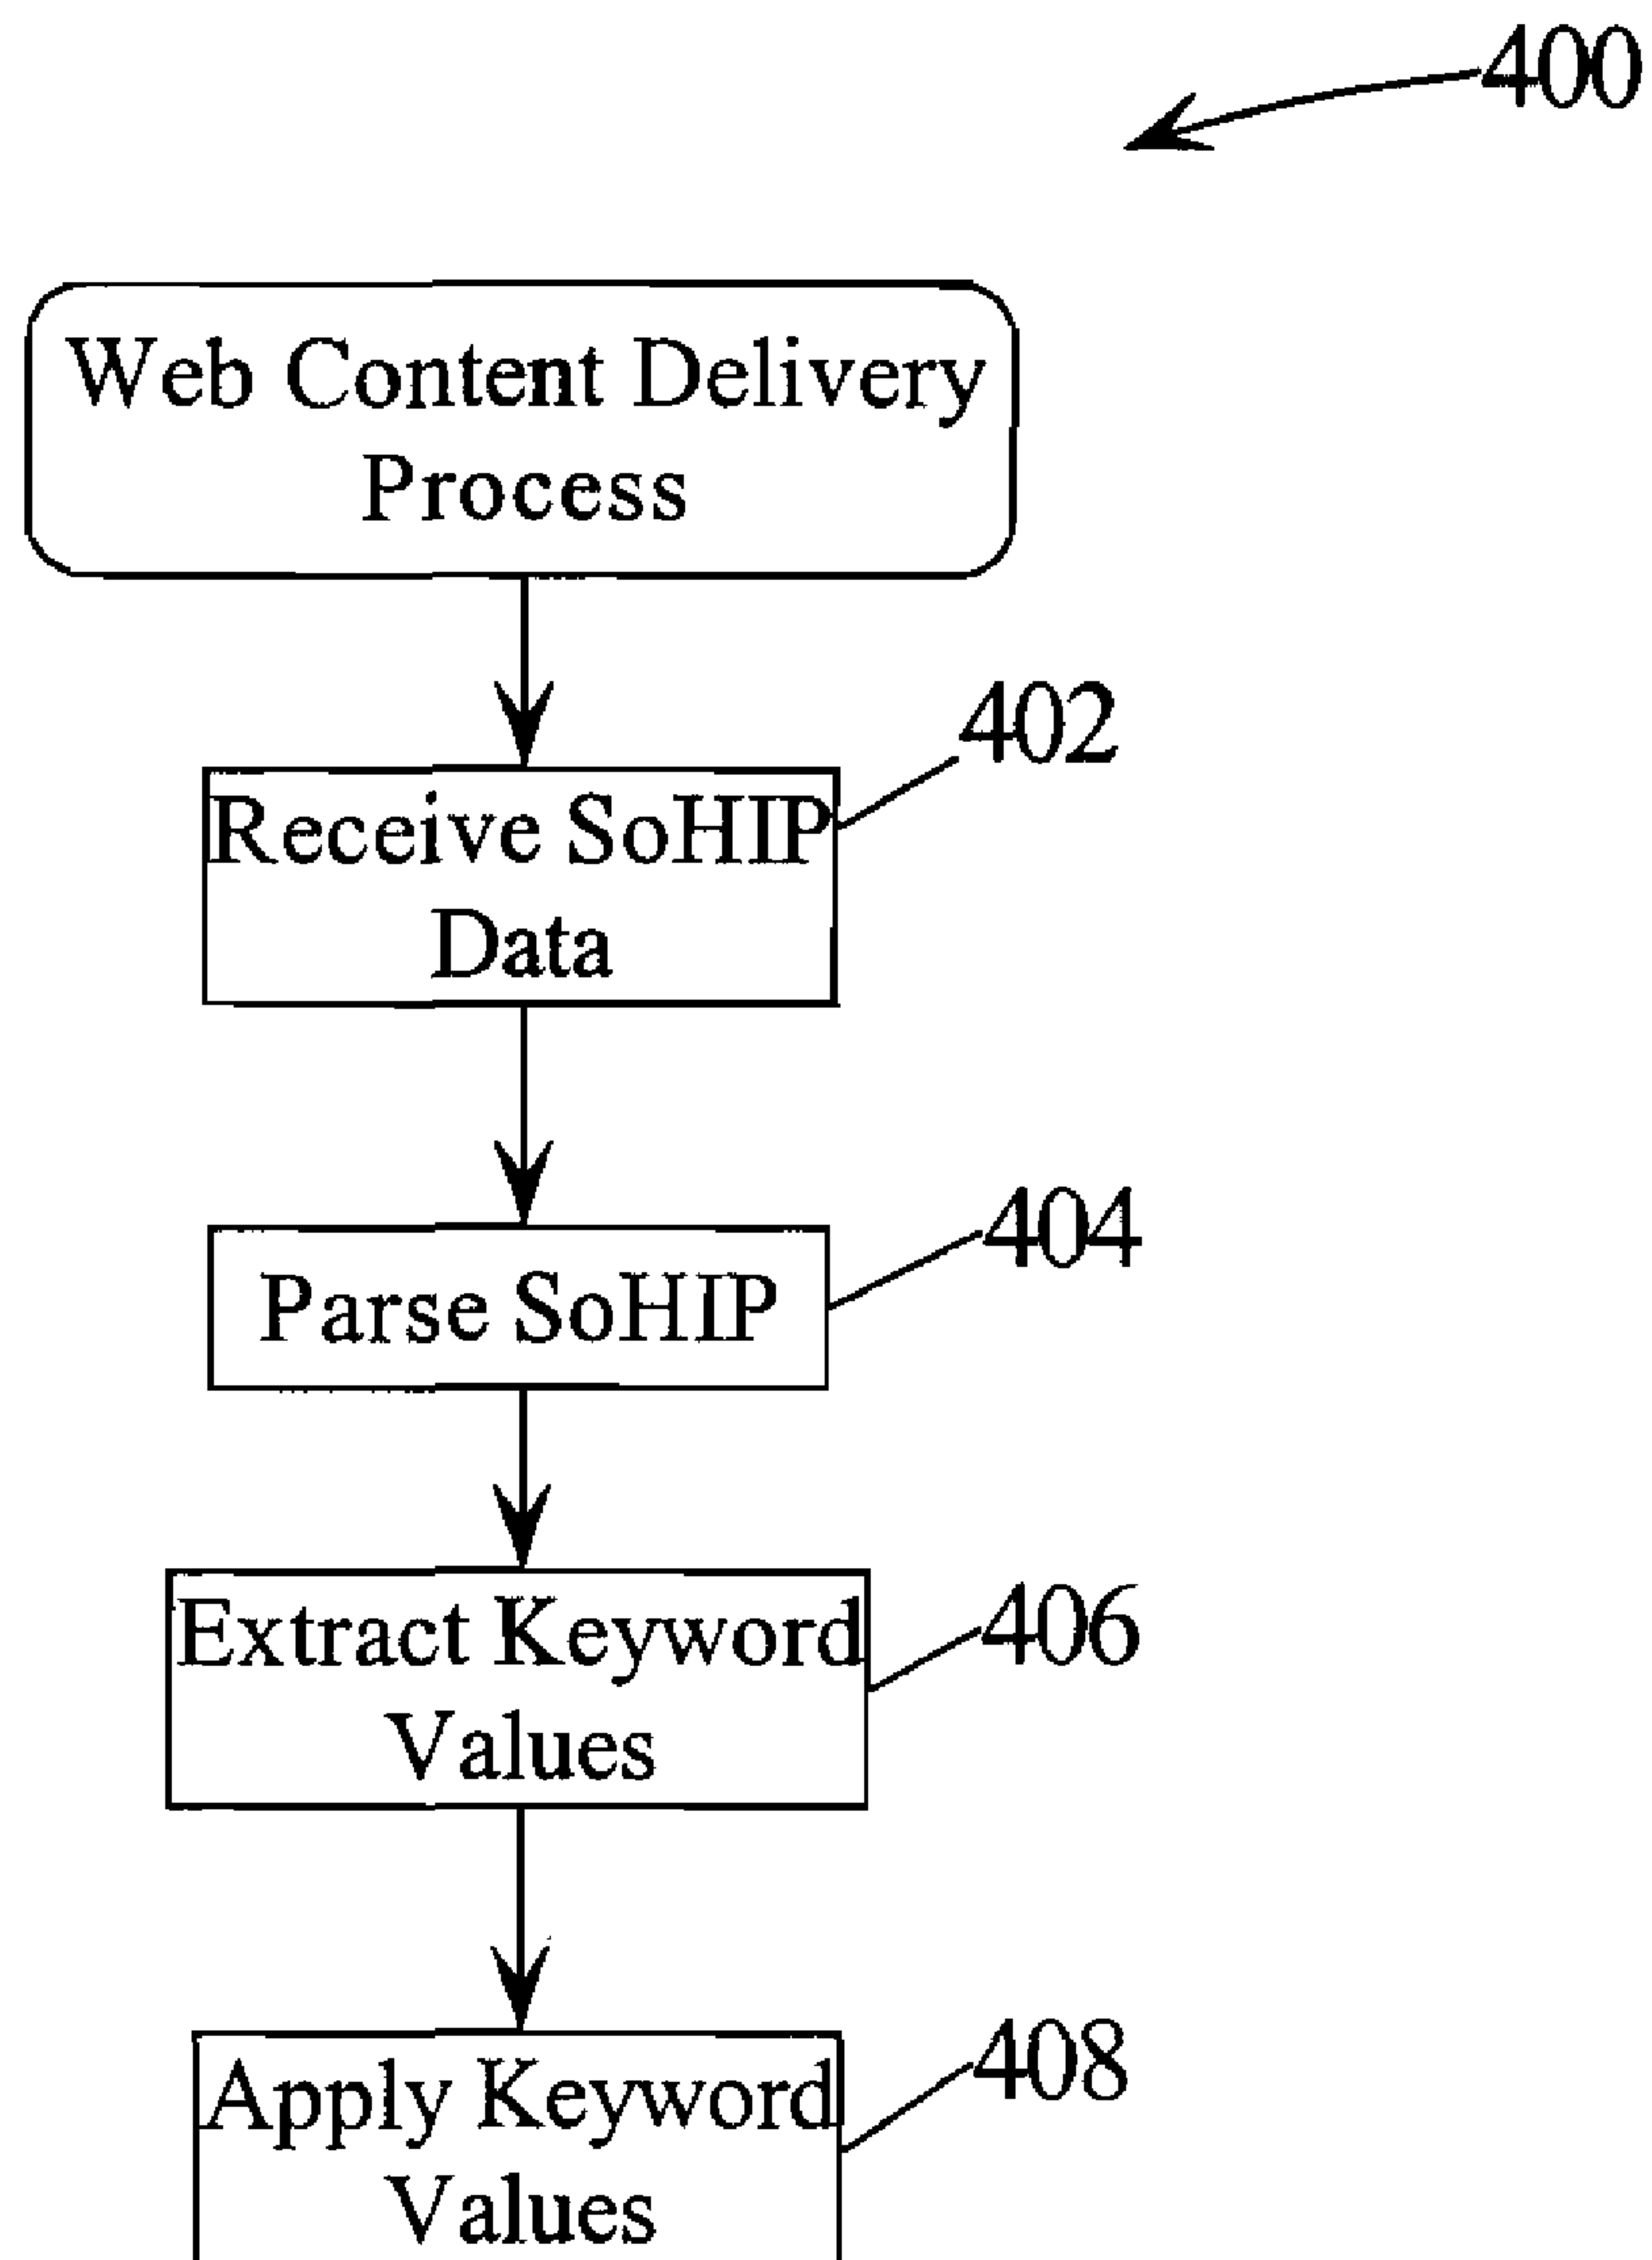 400
Web Content Delivery
Process
402
Receive SoHIP
Data
404
Parse SoHIP
406
Extract Keyword
Values
408
Apply Keyword
Values